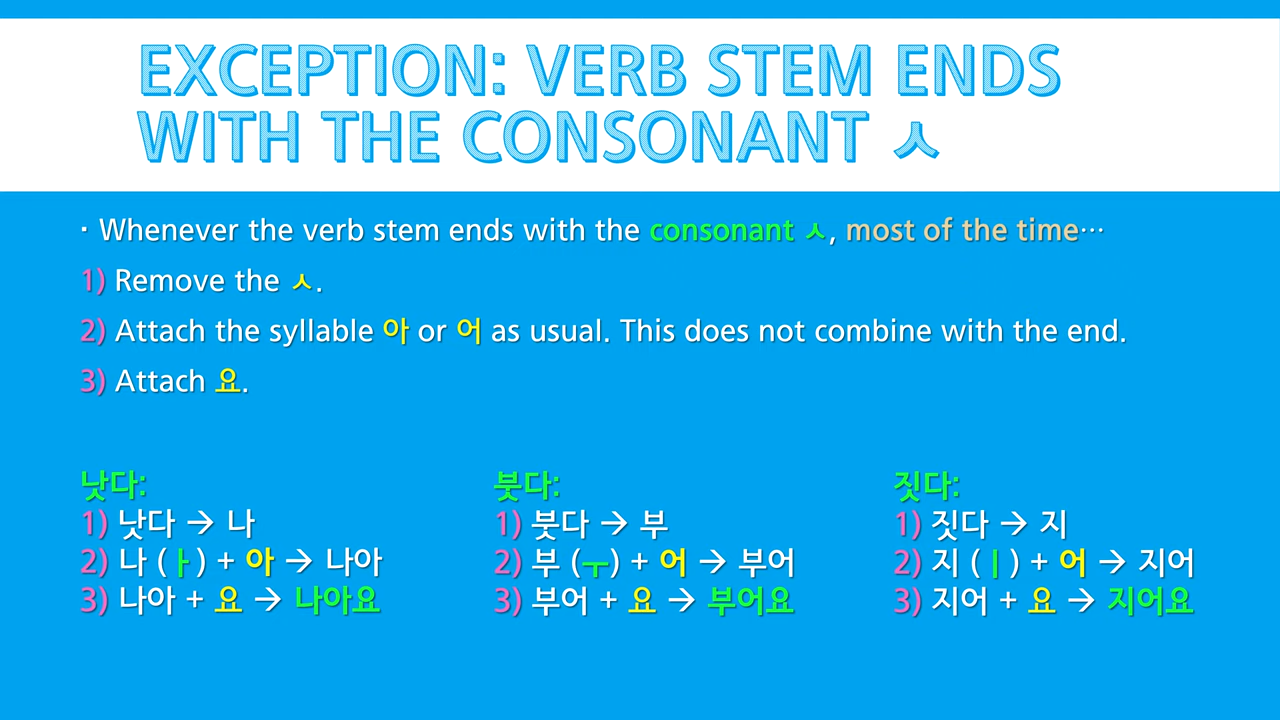 EXCEPTION: VERB STEM ENDS
WITH THE CONSONANT ㅅ
· Whenever the verb stem ends with the consonant ㅅ, most of the time…
1) Remove the ㅅ.
2) Attach the syllable 아 or 어 as usual. This does not combine with the end.
3) Attach 요.
낫다:
1) 낫다 → 나
2) 나 (ㅏ) + 아 → 나아
3) 나아 + 요 → 나아요
붓다:
1) 붓다 → 부
2) 부 (ㅜ) + 어 → 부어
3) 부어 + 요 → 부어요
짓다:
1) 짓다 → 지
2) 지 (ㅣ) + 어 → 지어
3) 지어 + 요 → 지어요